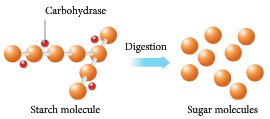 Carbohydrase
Digestion
Starch molecule
Sugar molecules